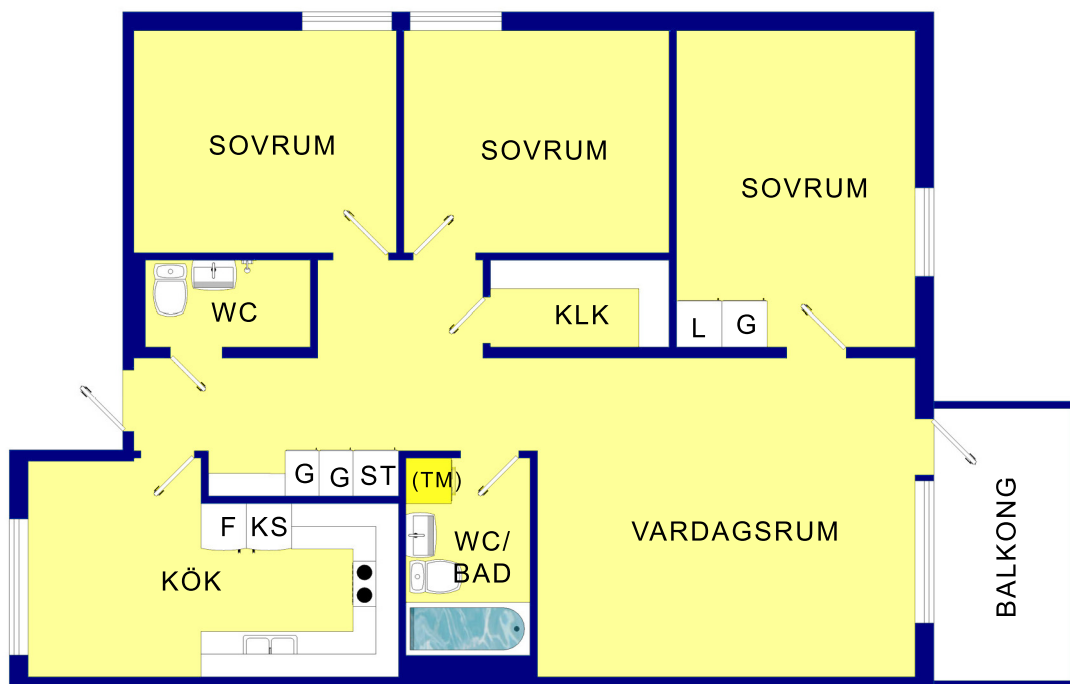 SOVRUM
SOVRUM
SOVRUM
WC
KLK
L
G
G
G
ST
(TM)
F
KS
WC/
BAD
VARDAGSRUM
KÖK
BALKONG